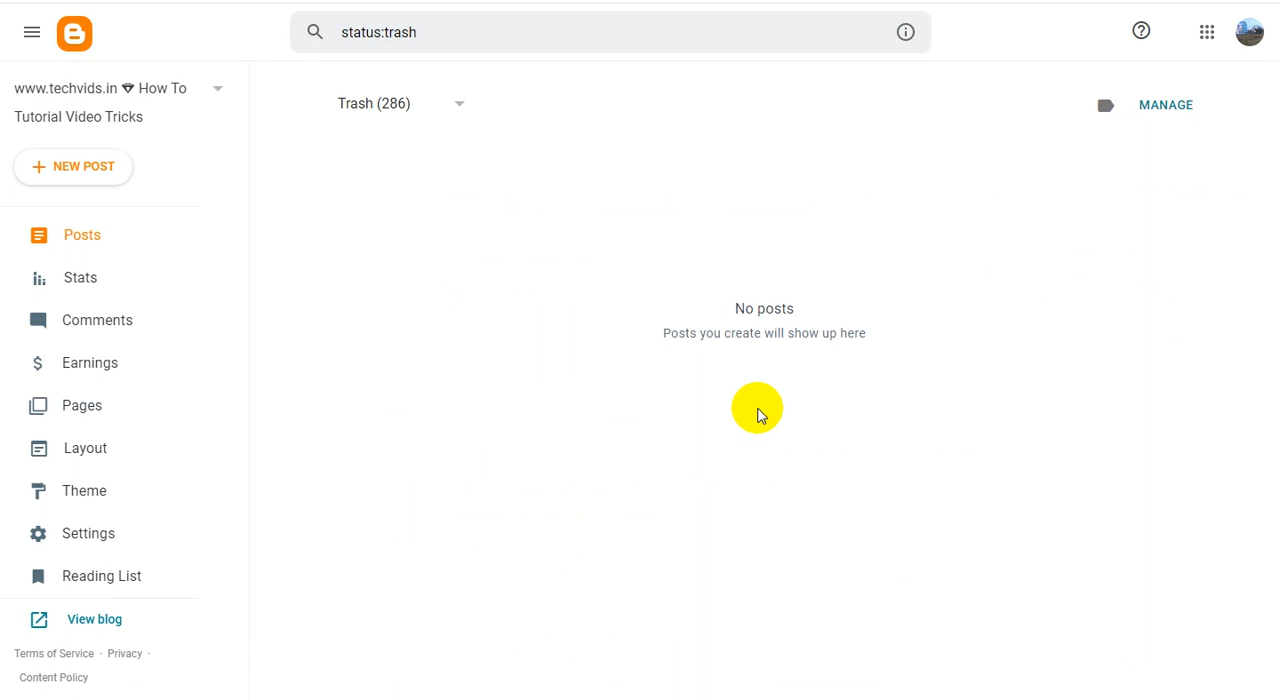 status:trash
www.techvids.in 💎 How To
Tutorial Video Tricks
Trash (286)
MANAGE
+ NEW POST
Posts
Stats
Comments
Earnings
Pages
Layout
Theme
Settings
Reading List
View blog
Terms of Service · Privacy ·
Content Policy
No posts
Posts you create will show up here